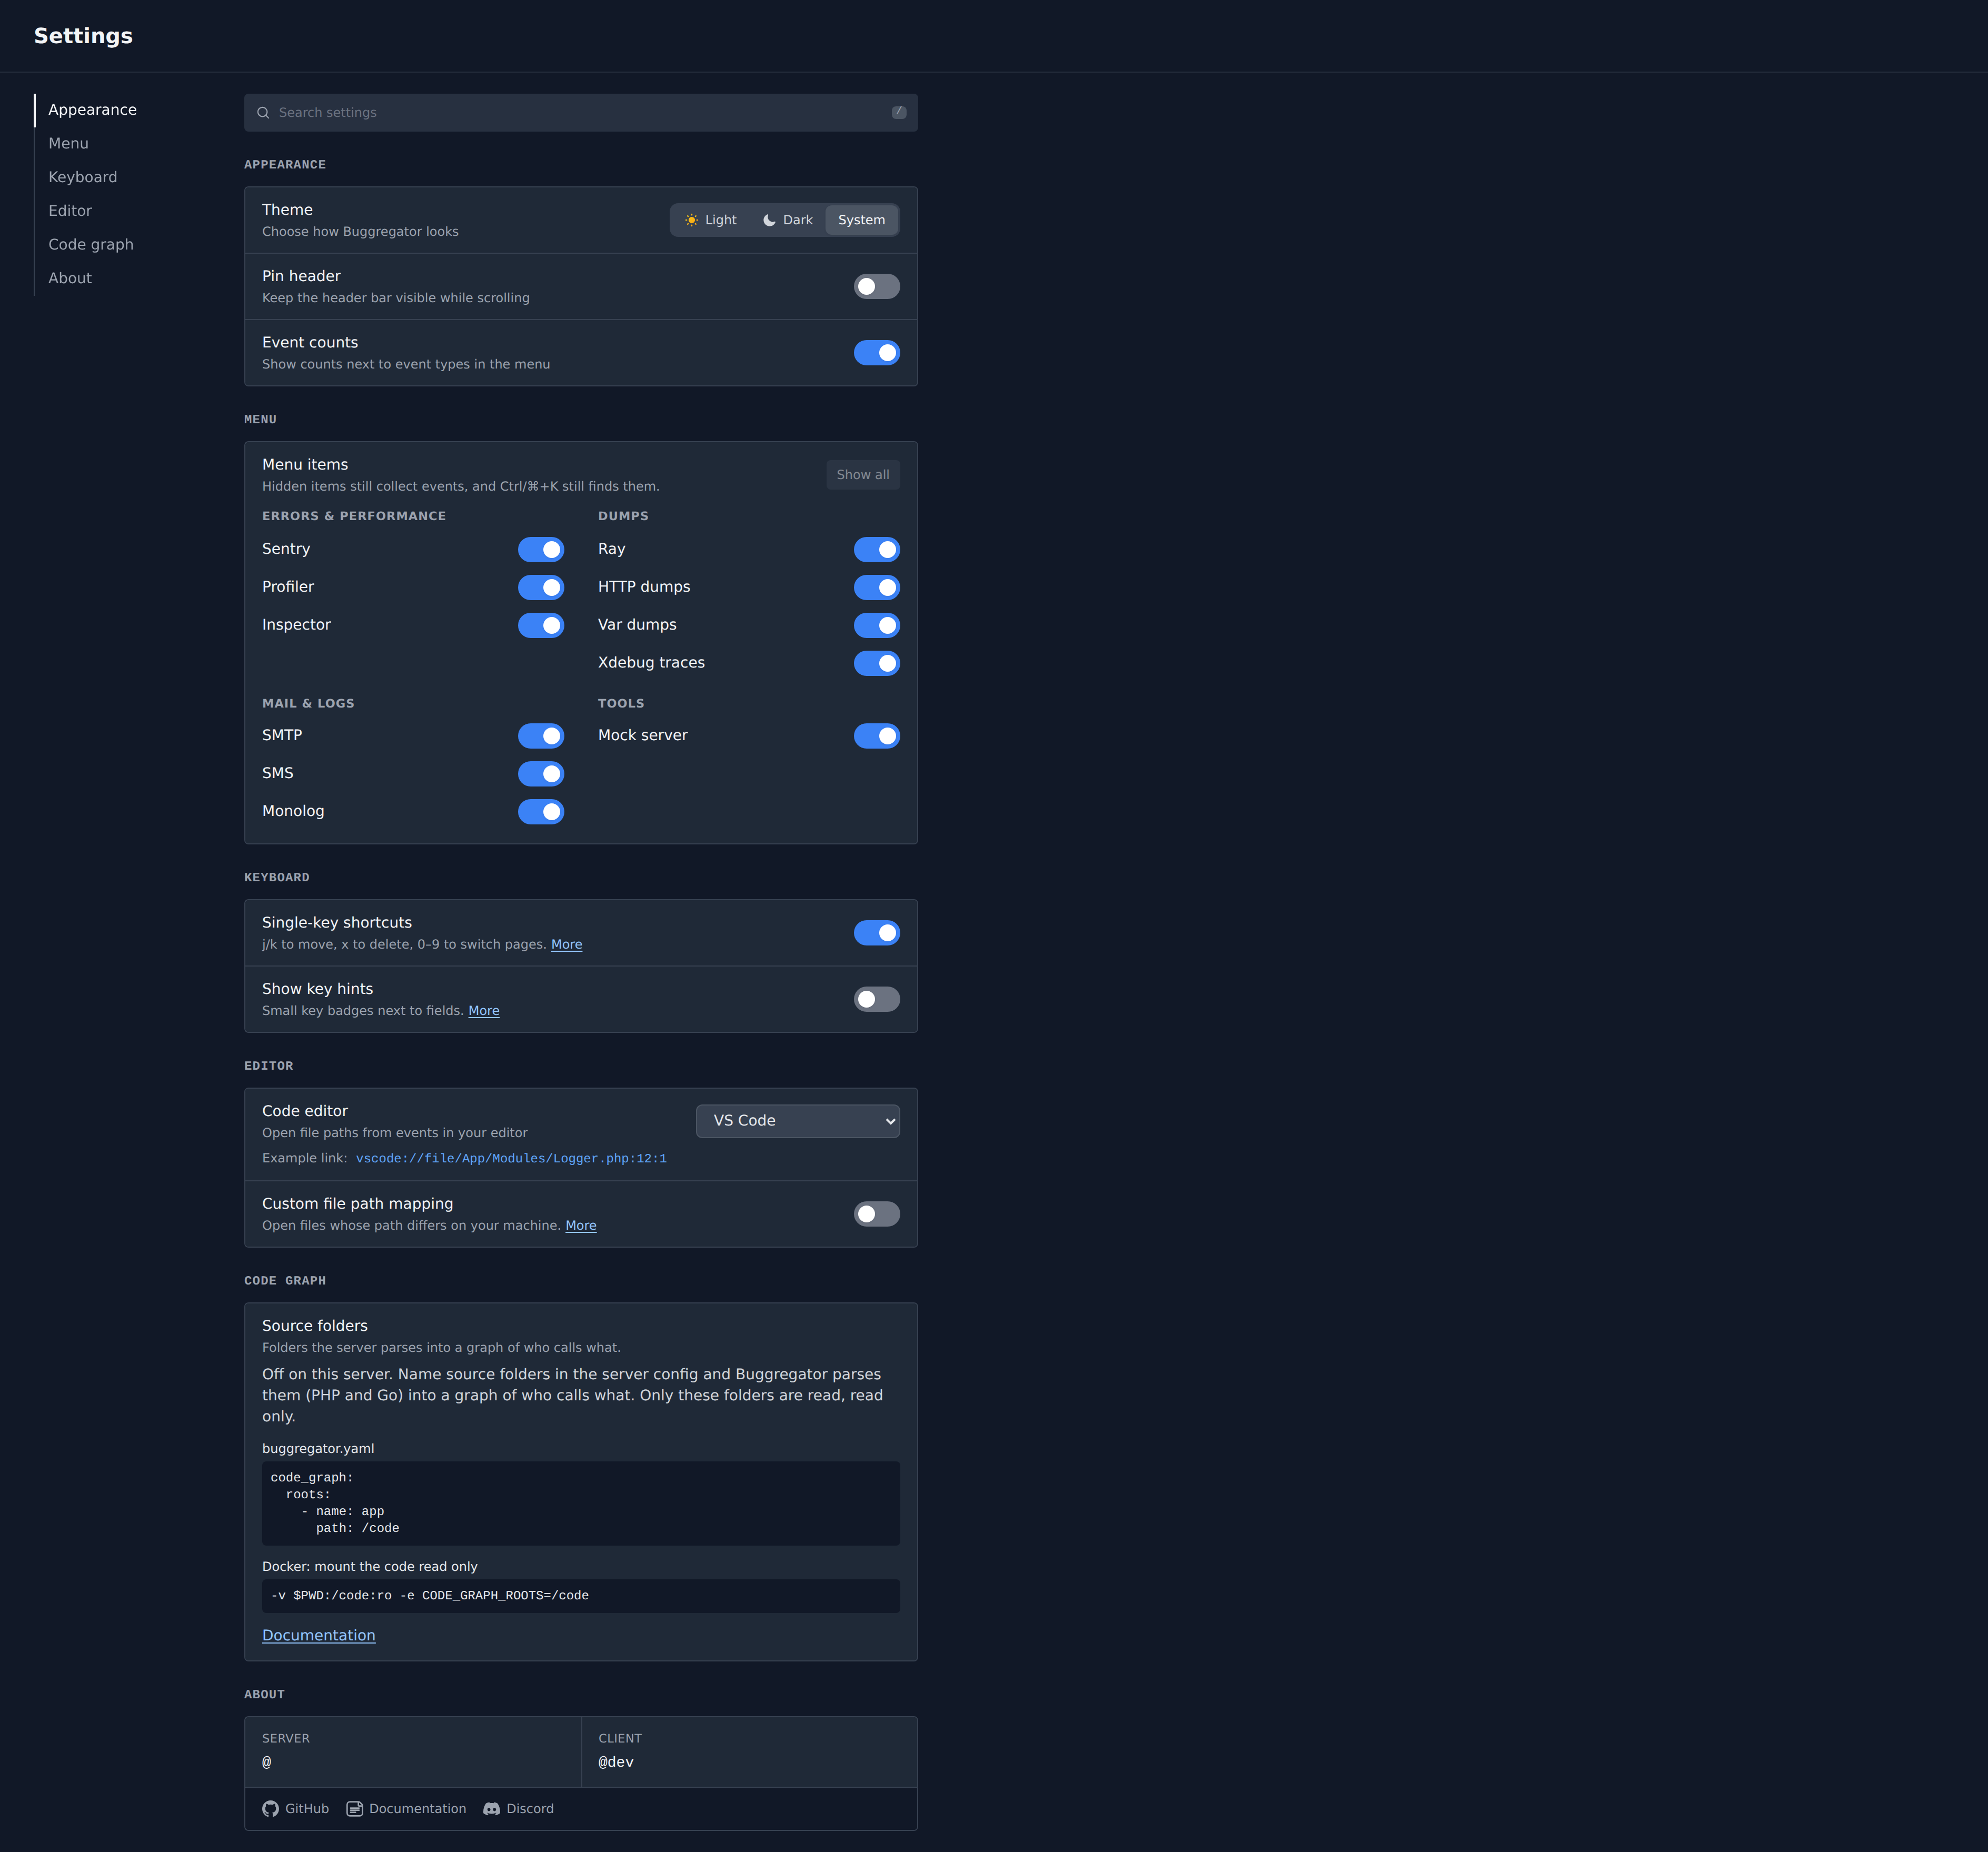 Settings
Appearance
Menu
Keyboard
Editor
Code graph
About
Search settings
/
APPEARANCE
Theme
Choose how Buggregator looks
Light
Dark
System
Pin header
Keep the header bar visible while scrolling
Event counts
Show counts next to event types in the menu
MENU
Menu items
Hidden items still collect events, and Ctrl/⌘+K still finds them.
Show all
ERRORS & PERFORMANCE
Sentry
Profiler
Inspector
DUMPS
Ray
HTTP dumps
Var dumps
Xdebug traces
MAIL & LOGS
SMTP
SMS
Monolog
TOOLS
Mock server
KEYBOARD
Single-key shortcuts
j/k to move, x to delete, 0–9 to switch pages. More
Show key hints
Small key badges next to fields. More
EDITOR
Code editor
Open file paths from events in your editor
VS Code
Example link: vscode://file/App/Modules/Logger.php:12:1
Custom file path mapping
Open files whose path differs on your machine. More
CODE GRAPH
Source folders
Folders the server parses into a graph of who calls what.
Off on this server. Name source folders in the server config and Buggregator parses
them (PHP and Go) into a graph of who calls what. Only these folders are read, read
only.
buggregator.yaml
code_graph:
  roots:
    - name: app
      path: /code
Docker: mount the code read only
-v $PWD:/code:ro -e CODE_GRAPH_ROOTS=/code
Documentation
ABOUT
SERVER
@
CLIENT
@dev
GitHub
Documentation
Discord